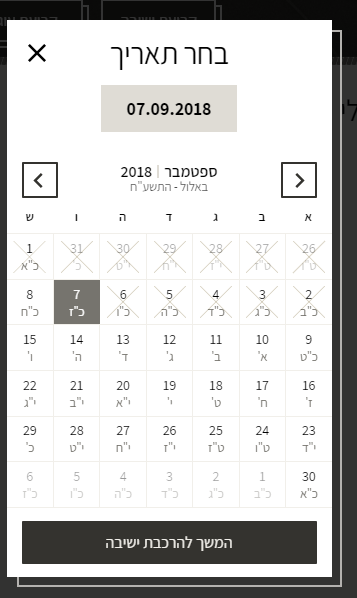 בחר תאריך
07.09.2018
ספטמבר | 2018
באלול - התשע"ח
א ב ג ד ה ו ש
26 27 28 29 30 31 1
ט"ו ט"ז י"ז י"ח י"ט כ' כ"א
2 3 4 5 6 7 8
כ"ב כ"ג כ"ד כ"ה כ"ו כ"ז כ"ח
9 10 11 12 13 14 15
כ"ט א' ב' ג' ד' ה' ו'
16 17 18 19 20 21 22
ז' ח' ט' י' י"א י"ב י"ג
23 24 25 26 27 28 29
י"ד ט"ו ט"ז י"ז י"ח י"ט כ'
30 1 2 3 4 5 6
כ"א כ"ב כ"ג כ"ד כ"ה כ"ו כ"ז
המשך להרכבת ישיבה